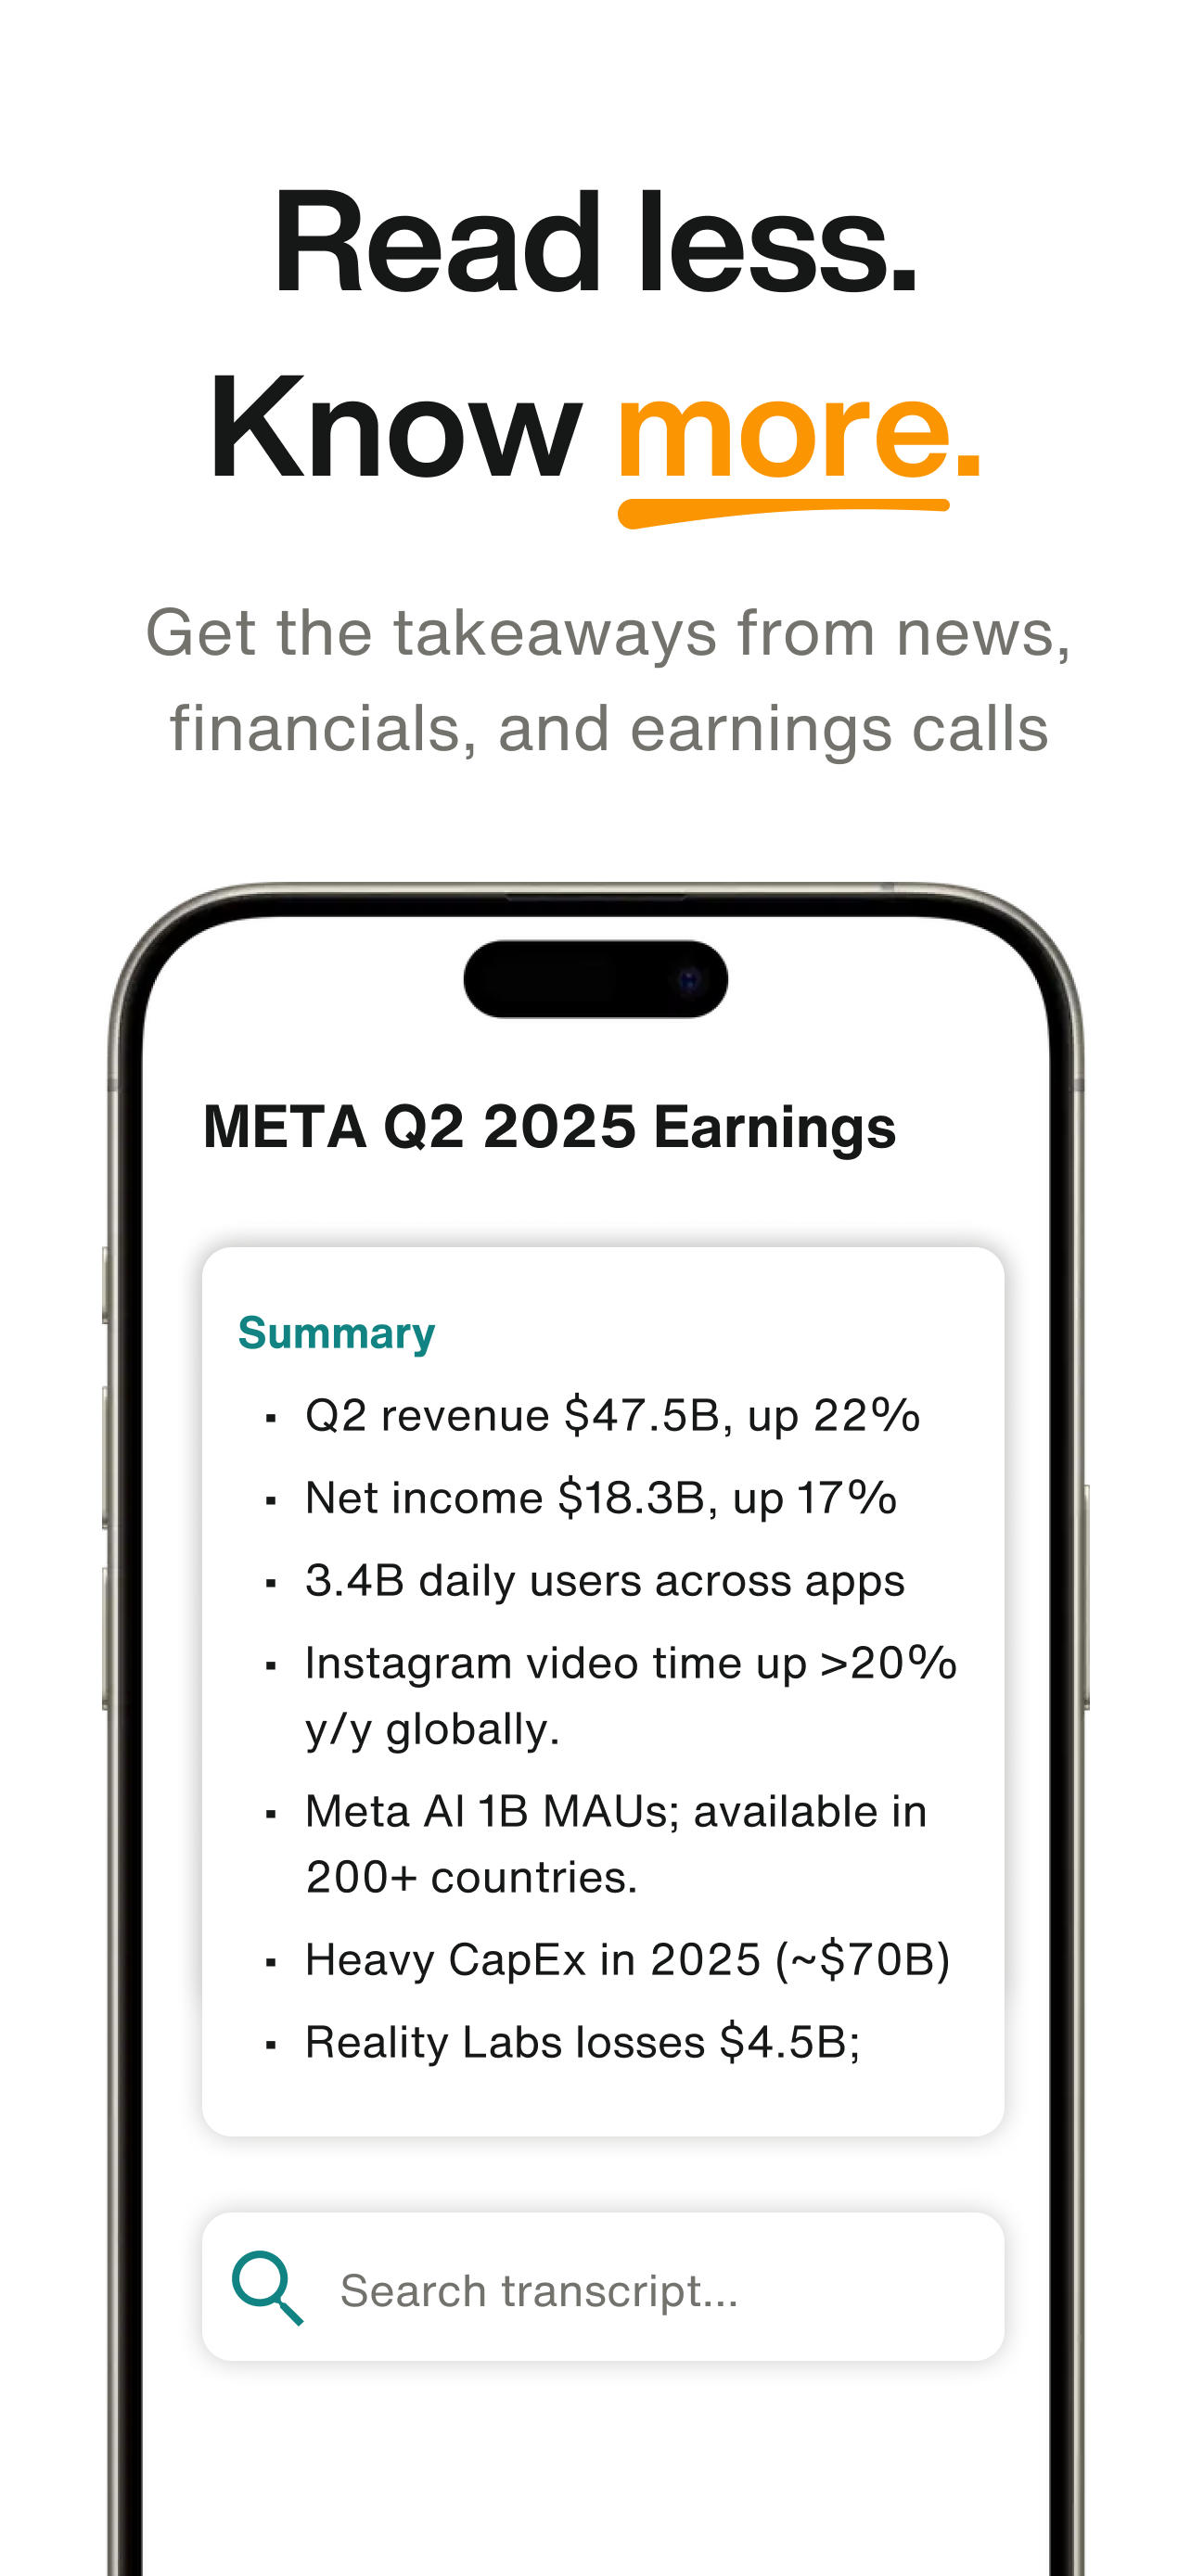 Read less.
Know more.
Get the takeaways from news,
financials, and earnings calls
META Q2 2025 Earnings
Summary
▪ Q2 revenue $47.5B, up 22%
▪ Net income $18.3B, up 17%
▪ 3.4B daily users across apps
▪ Instagram video time up >20%
y/y globally.
▪ Meta AI 1B MAUs; available in
200+ countries.
▪ Heavy CapEx in 2025 (~$70B)
▪ Reality Labs losses $4.5B;
Search transcript...